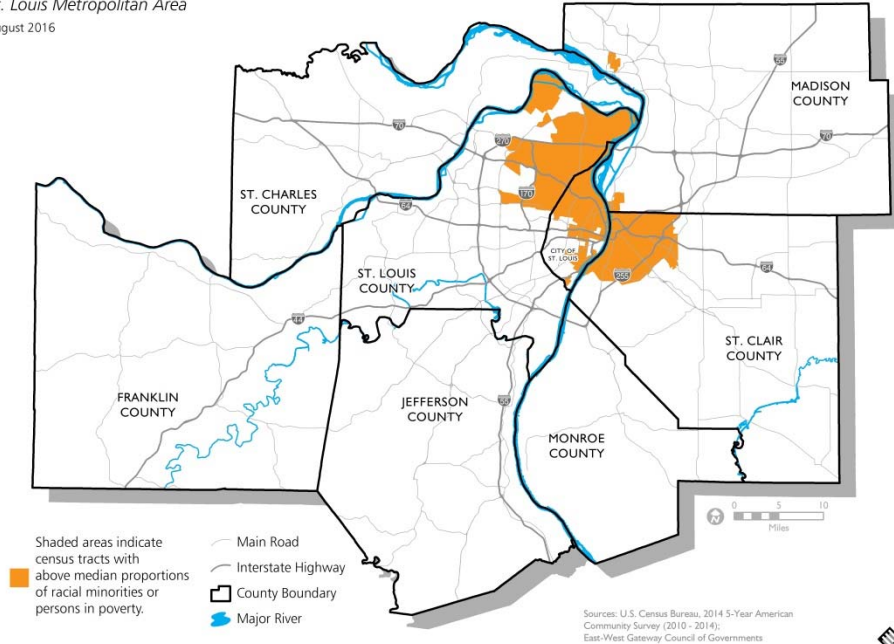 Louis Metropolitan Area
August 2016
MADISON
COUNTY
55
70
70
270
ST. CHARLES
COUNTY
170
64
CITY OF
ST. LOUIS
ST. LOUIS
COUNTY
255
64
44
ST. CLAIR
COUNTY
FRANKLIN
COUNTY
JEFFERSON
COUNTY
55
MONROE
COUNTY
N
0 5 10
Miles
Shaded areas indicate
census tracts with
above median proportions
of racial minorities or
persons in poverty.
Main Road
Interstate Highway
County Boundary
Major River
Sources: U.S. Census Bureau, 2014 5-Year American
Community Survey (2010 - 2014);
East-West Gateway Council of Governments